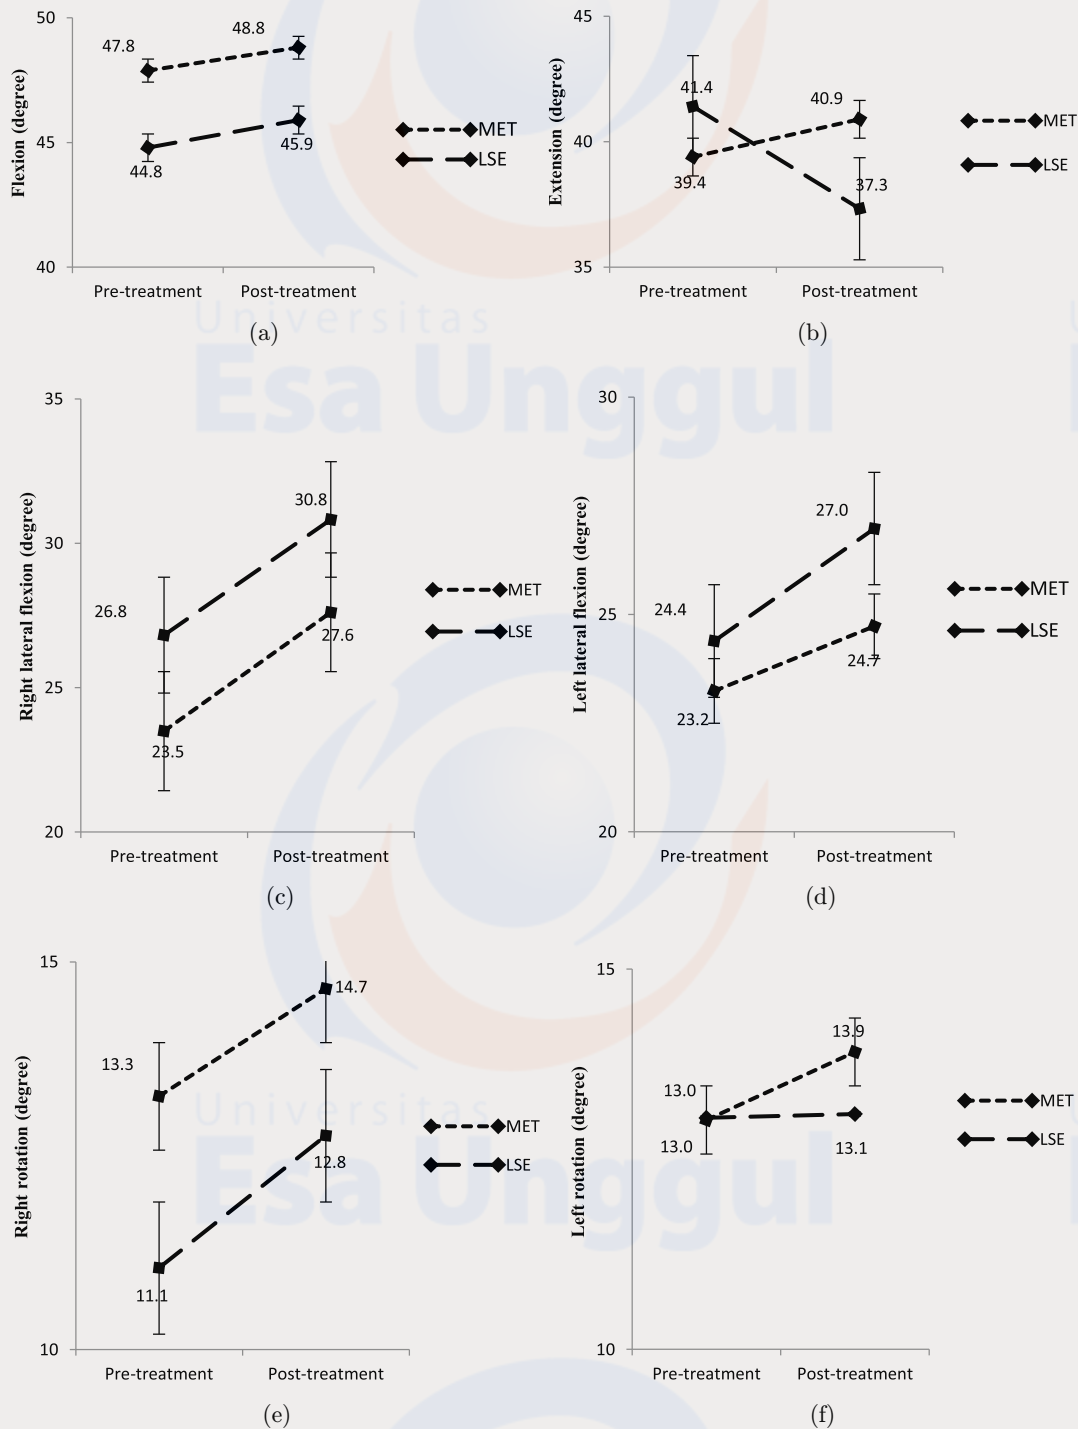 50
47.8
48.8
Flexion (degree)
45
44.8
45.9
40
Pre-treatment
Post-treatment
MET
LSE
(a)
45
41.4
40.9
Extension (degree)
40
39.4
37.3
35
Pre-treatment
Post-treatment
MET
LSE
(b)
Universitas
Esa Unggul
35
30.8
Right lateral flexion (degree)
30
26.8
27.6
25
23.5
20
Pre-treatment
Post-treatment
MET
LSE
(c)
30
27.0
Left lateral flexion (degree)
25
24.4
24.7
23.2
20
Pre-treatment
Post-treatment
MET
LSE
(d)
15
14.7
13.3
Right rotation (degree)
12.8
11.1
10
Pre-treatment
Post-treatment
MET
LSE
(e)
15
13.9
13.0
Left rotation (degree)
13.0
13.1
10
Pre-treatment
Post-treatment
MET
LSE
(f)
Universitas
Esa Unggul